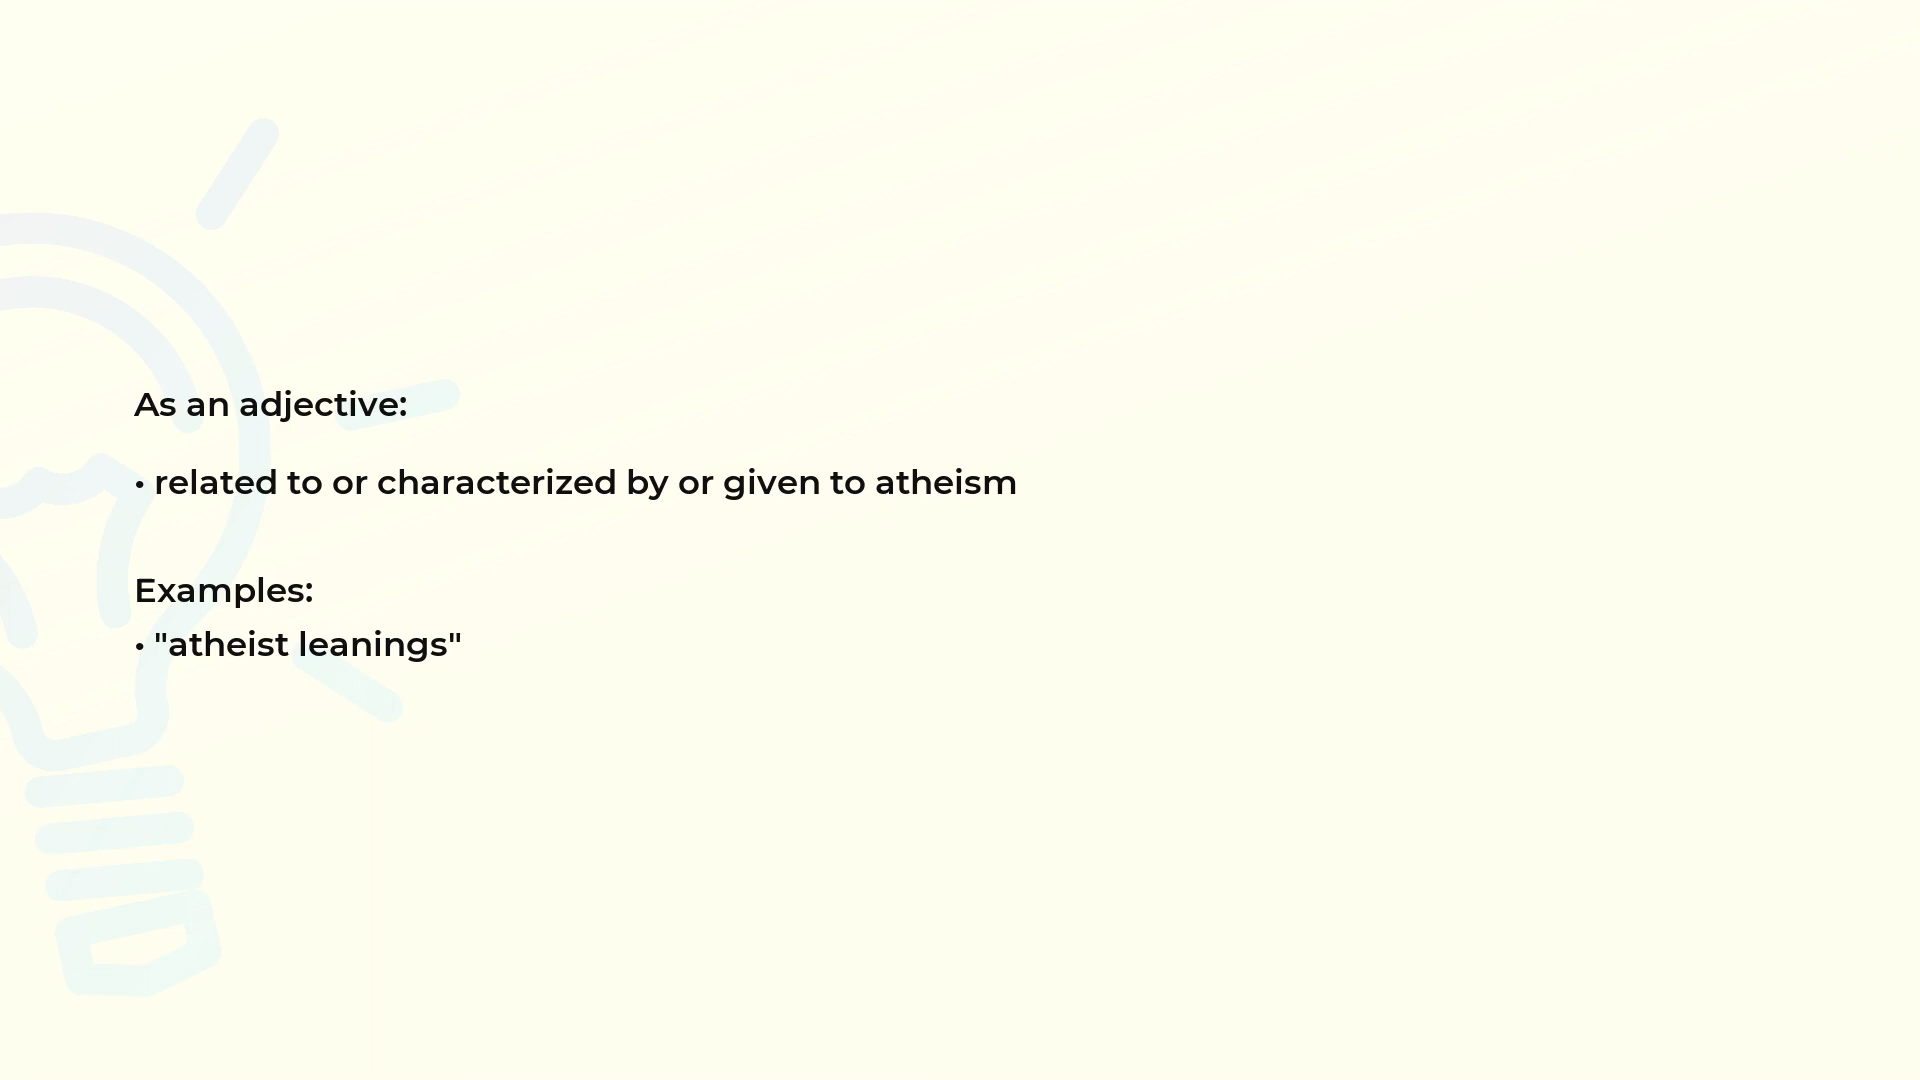 As an adjective:
• related to or characterized by or given to atheism
Examples:
• "atheist leanings"